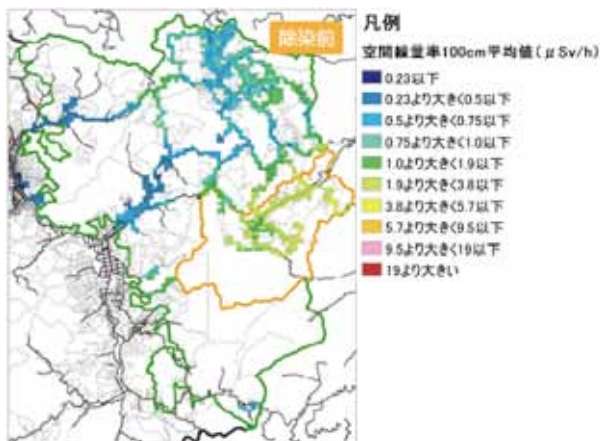 除染前
凡例
空間線量率100cm平均値(μSv/h)
0.23以下
0.23より大きく0.5以下
0.5より大きく0.75以下
0.75より大きく1.0以下
1.0より大きく1.9以下
1.9より大きく3.8以下
3.8より大きく5.7以下
5.7より大きく9.5以下
9.5より大きく19以下
19より大きい